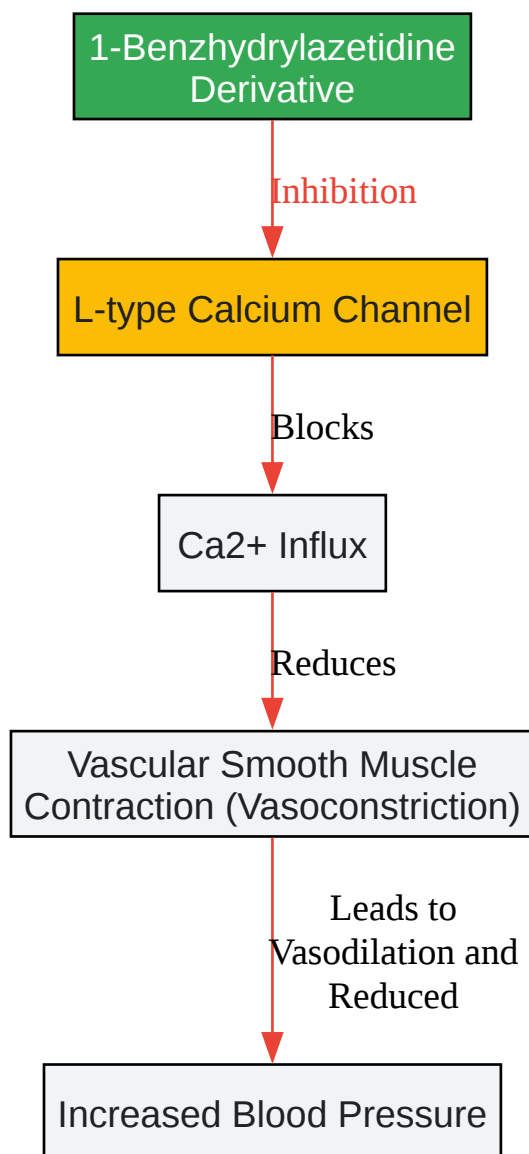 1-Benzhydrylazetidine
Derivative
Inhibition
L-type Calcium Channel
Blocks
Ca2+ Influx
Reduces
Vascular Smooth Muscle
Contraction (Vasoconstriction)
Leads to
Vasodilation and
Reduced
Increased Blood Pressure